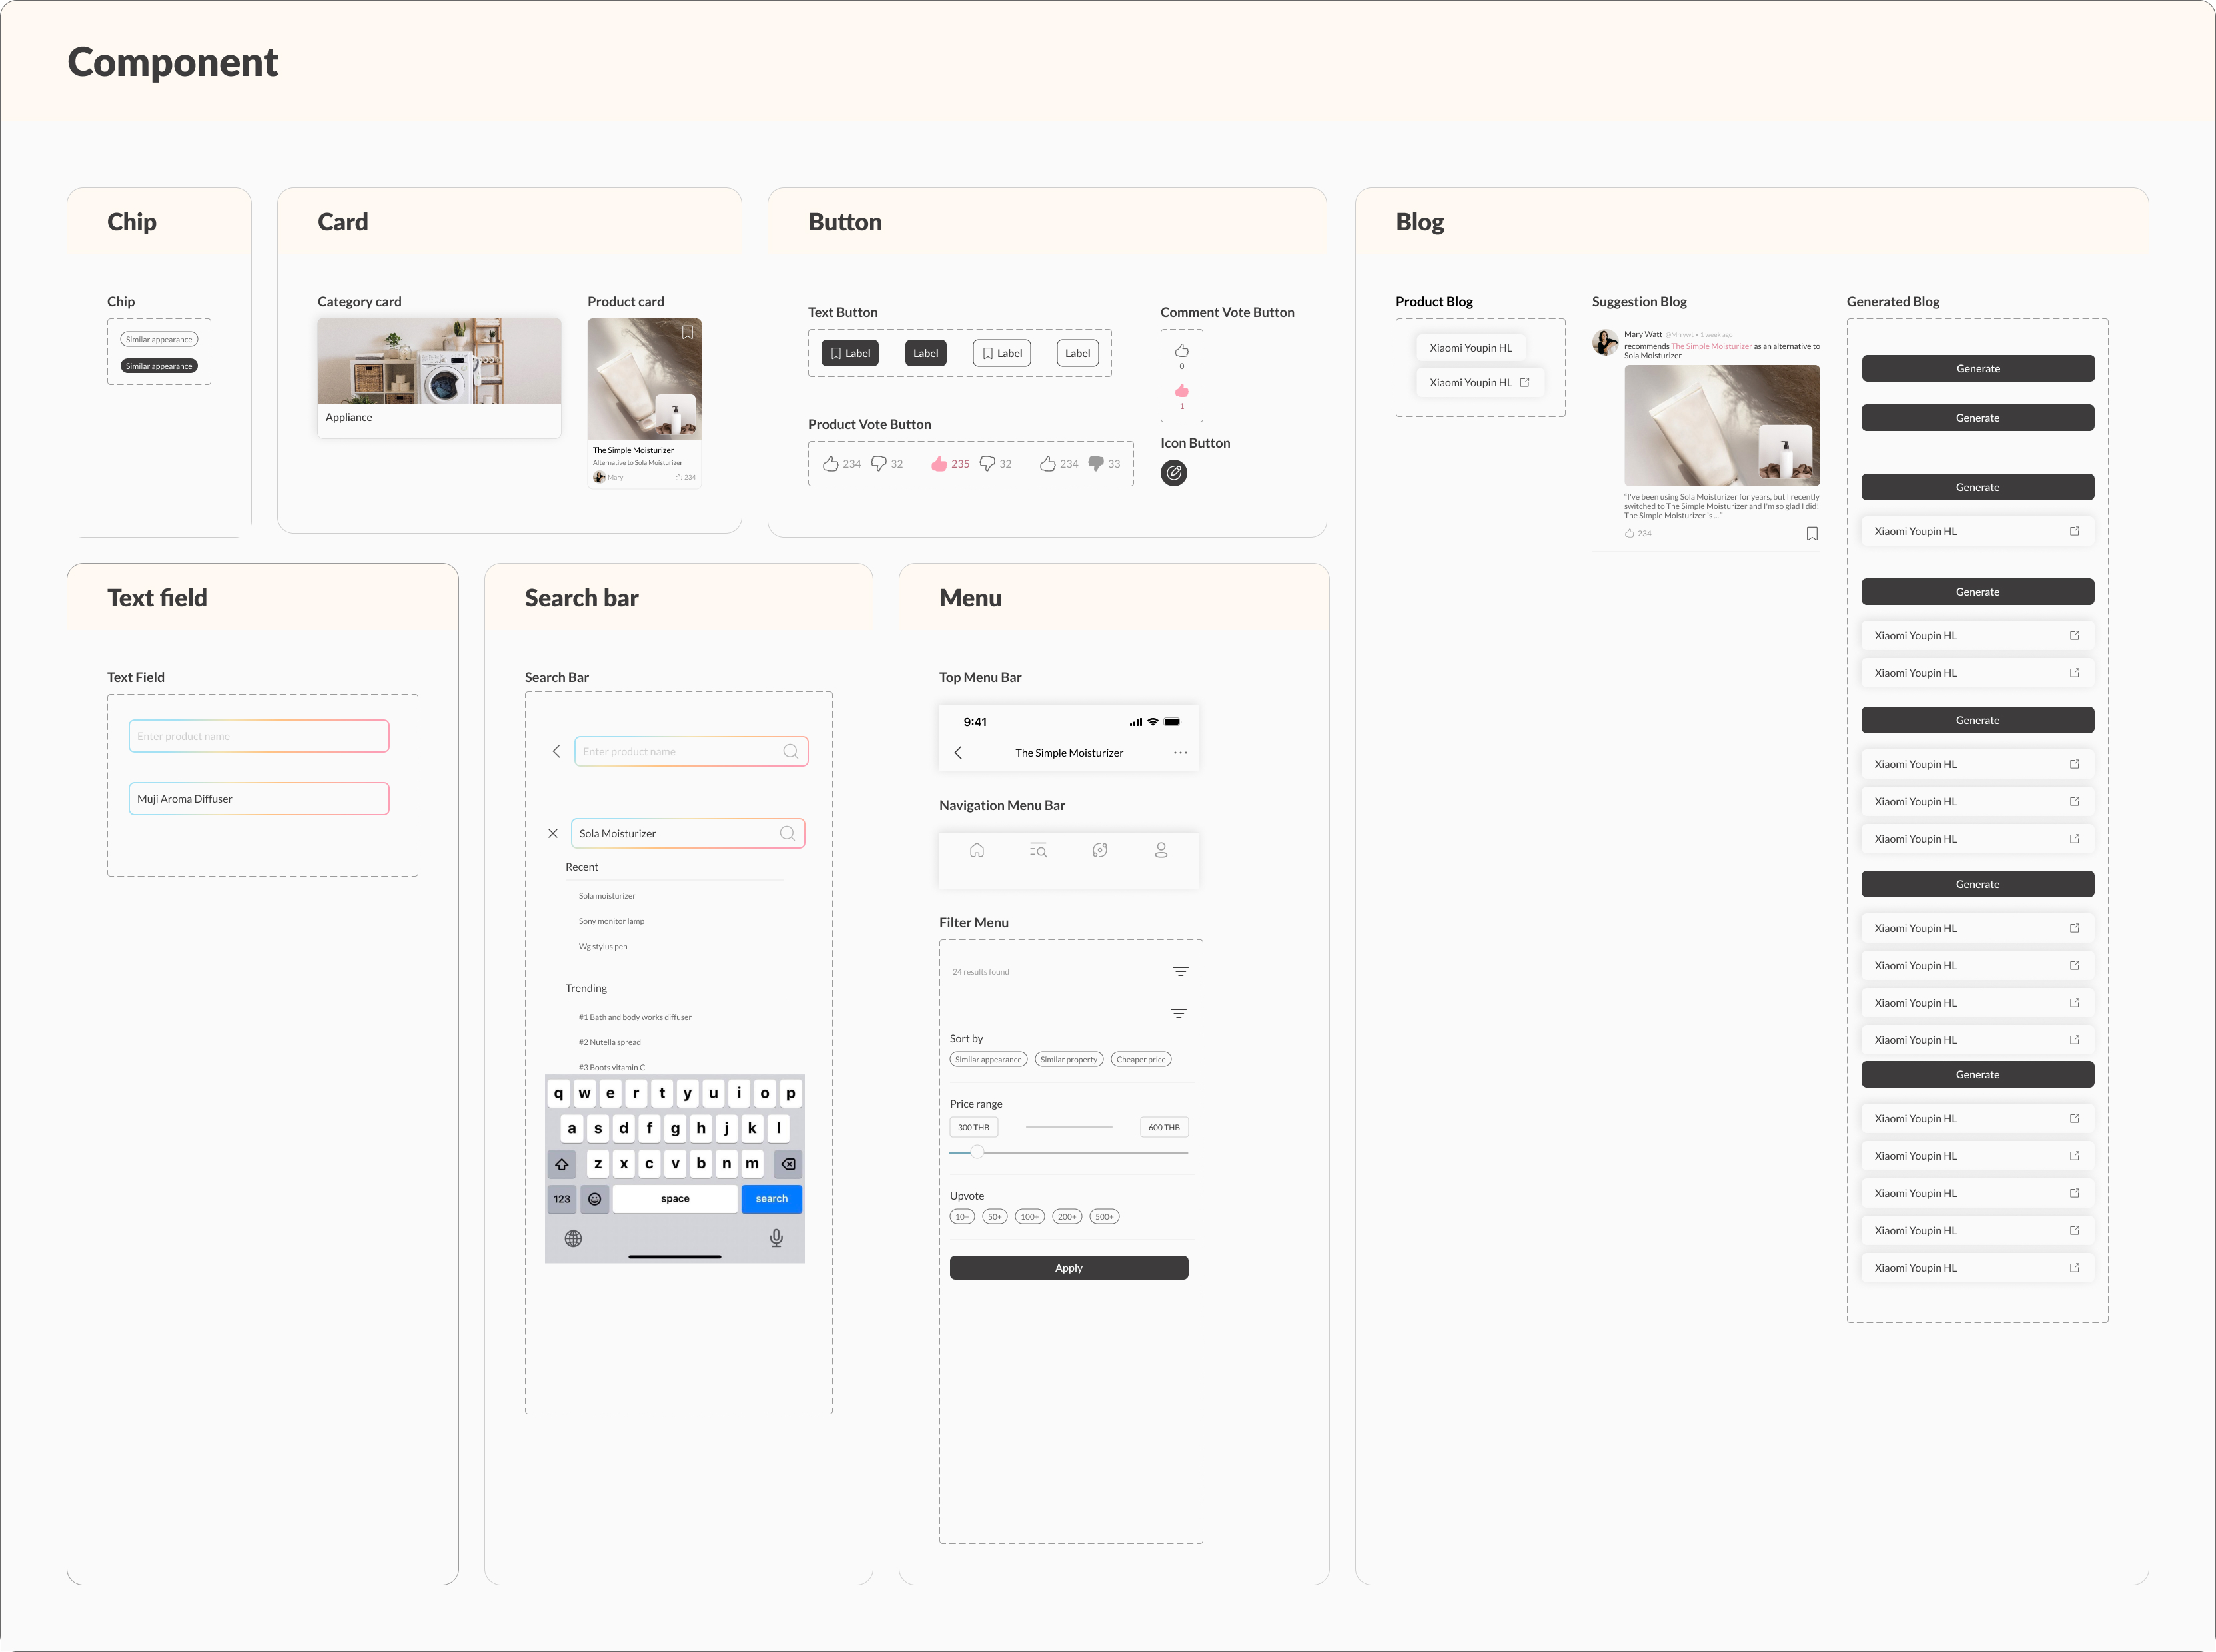 Component
Chip
Chip
Similar appearance
Similar appearance
Card
Category card
Appliance
Product card
The Simple Moisturizer
Alternative to Sola Moisturizer
Mary
234
Button
Text Button
Label
Label
Label
Label
Product Vote Button
234
32
235
32
234
33
Comment Vote Button
0
1
Icon Button
Blog
Product Blog
Xiaomi Youpin HL
Xiaomi Youpin HL
Suggestion Blog
Mary Watt @Mrrywt • 1 week ago
recommends The Simple Moisturizer as an alternative to
Sola Moisturizer
"I've been using Sola Moisturizer for years, but I recently
switched to The Simple Moisturizer and I'm so glad I did!
The Simple Moisturizer is ...."
234
Generated Blog
Generate
Generate
Generate
Xiaomi Youpin HL
Generate
Xiaomi Youpin HL
Xiaomi Youpin HL
Generate
Xiaomi Youpin HL
Xiaomi Youpin HL
Xiaomi Youpin HL
Generate
Xiaomi Youpin HL
Xiaomi Youpin HL
Xiaomi Youpin HL
Xiaomi Youpin HL
Generate
Xiaomi Youpin HL
Xiaomi Youpin HL
Xiaomi Youpin HL
Xiaomi Youpin HL
Xiaomi Youpin HL
Text field
Text Field
Enter product name
Muji Aroma Diffuser
Search bar
Search Bar
Enter product name
Sola Moisturizer
Recent
Sola moisturizer
Sony monitor lamp
Wg stylus pen
Trending
#1 Bath and body works diffuser
#2 Nutella spread
#3 Boots vitamin C
q w e r t y u i o p
a s d f g h j k l
z x c v b n m
123 space search
Menu
Top Menu Bar
9:41
The Simple Moisturizer
Navigation Menu Bar
Filter Menu
24 results found
Sort by
Similar appearance Similar property Cheaper price
Price range
300 THB 600 THB
Upvote
10+ 50+ 100+ 200+ 500+
Apply